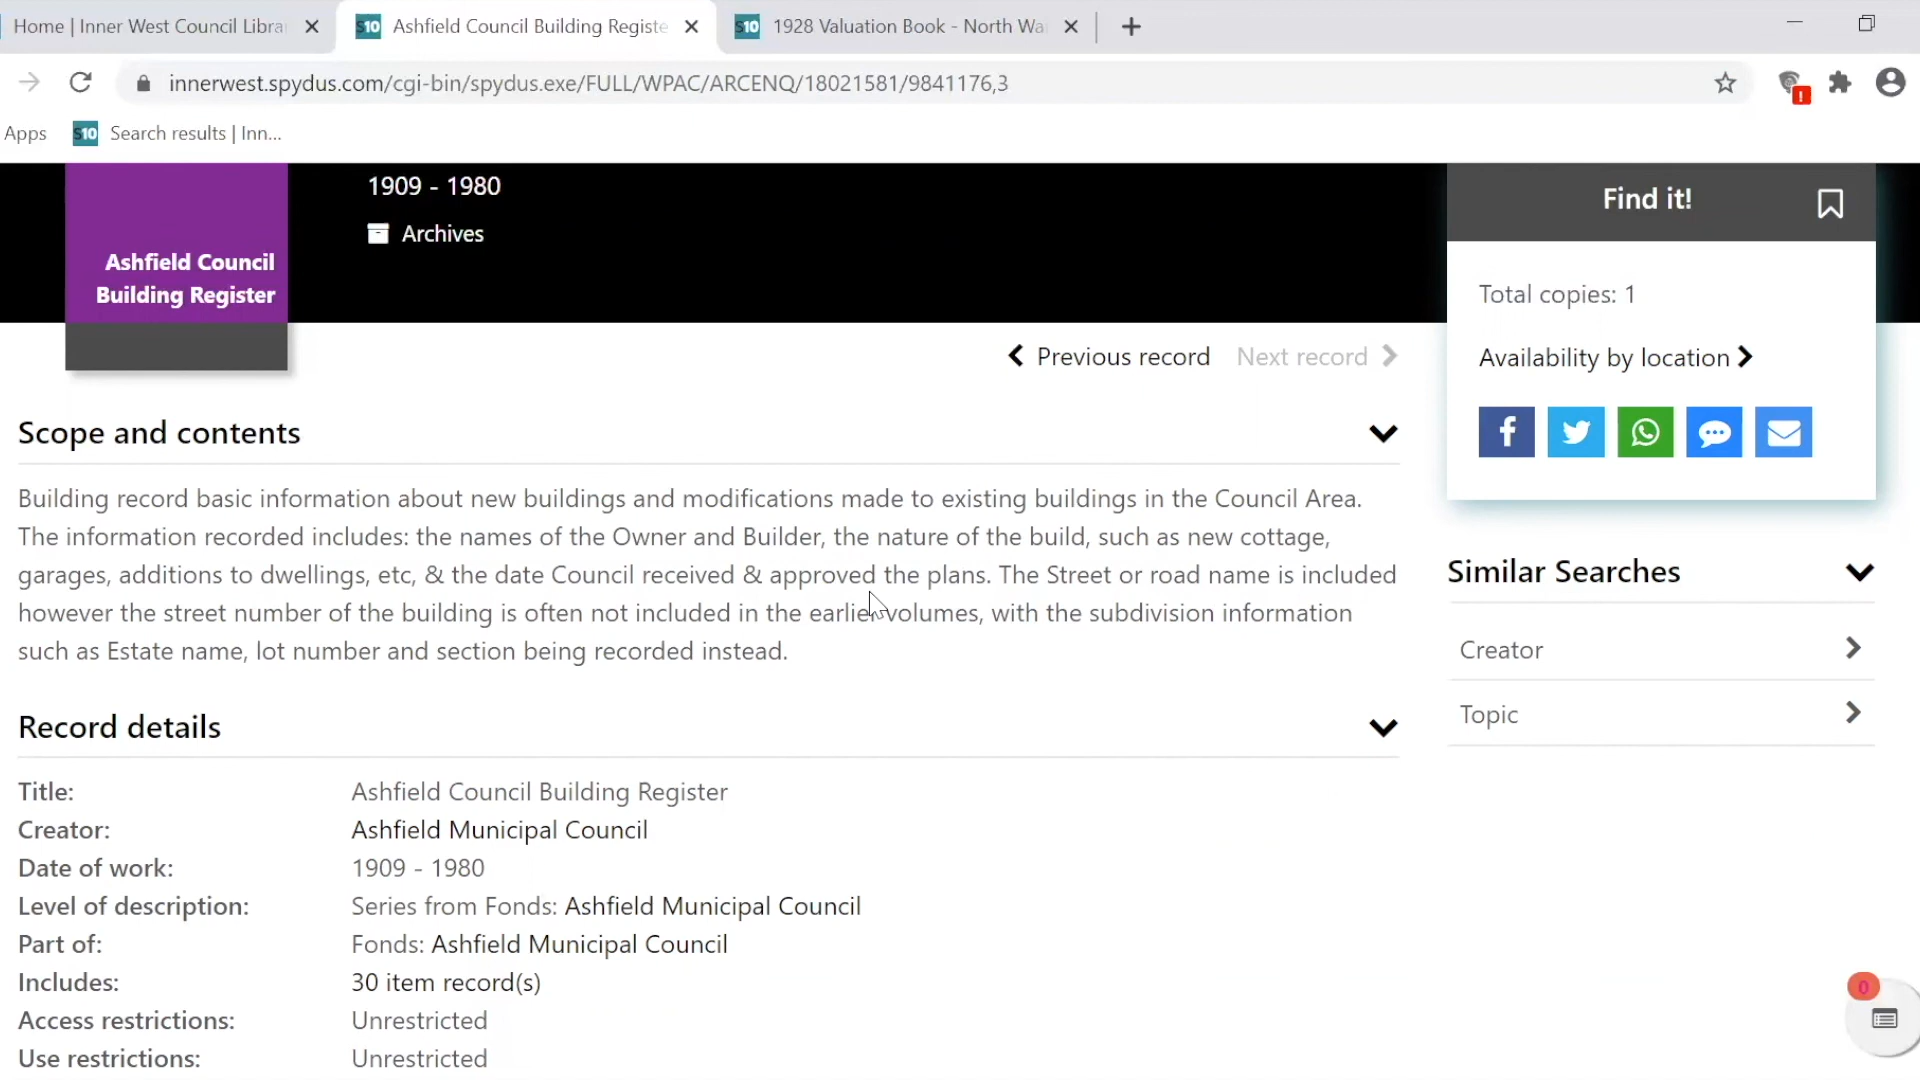 Home | Inner West Council Libra
S10 Ashfield Council Building Registe
S10 1928 Valuation Book - North Wa
innerwest.spydus.com/cgi-bin/spydus.exe/FULL/WPAC/ARCENQ/18021581/9841176,3
!
Apps
S10 Search results | Inn...
1909 - 1980
Archives
Ashfield Council
Building Register
Find it!
Total copies: 1
Availability by location
Previous record
Next record
Scope and contents
Building record basic information about new buildings and modifications made to existing buildings in the Council Area.
The information recorded includes: the names of the Owner and Builder, the nature of the build, such as new cottage,
garages, additions to dwellings, etc, & the date Council received & approved the plans. The Street or road name is included
however the street number of the building is often not included in the earlier volumes, with the subdivision information
such as Estate name, lot number and section being recorded instead.
Similar Searches
Creator
Topic
Record details
Title: Ashfield Council Building Register
Creator: Ashfield Municipal Council
Date of work: 1909 - 1980
Level of description: Series from Fonds: Ashfield Municipal Council
Part of: Fonds: Ashfield Municipal Council
Includes: 30 item record(s)
Access restrictions: Unrestricted
Use restrictions: Unrestricted
0